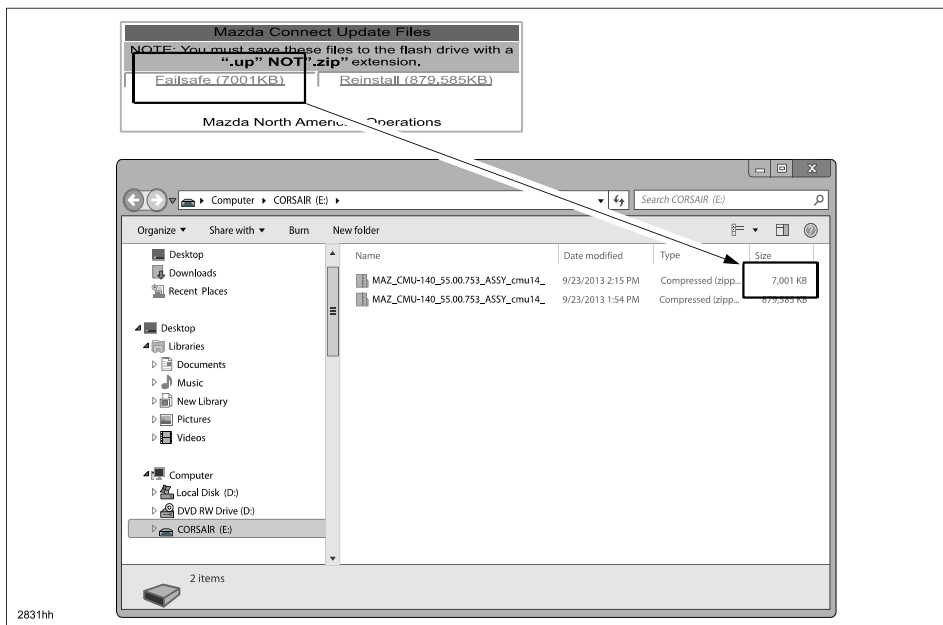 Mazda Connect Update Files
NOTE: You must save these files to the flash drive with a
".up" NOT".zip" extension.
Failsafe (7001KB) Reinstall (879,585KB)
Mazda North American Operations
Computer CORSAIR (E:)
Search CORSAIR (E:)
Organize Share with Burn New folder
Name Date modified Type Size
MAZ_CMU-140_55.00.753_ASSY_cmu14_ 9/23/2013 2:15 PM Compressed (zipp... 7,001 KB
MAZ_CMU-140_55.00.753_ASSY_cmu14_ 9/23/2013 1:54 PM Compressed (zipp... 879,585 KB
Desktop
Downloads
Recent Places
Desktop
Libraries
Documents
Music
New Library
Pictures
Videos
Computer
Local Disk (D:)
DVD RW Drive (D:)
CORSAIR (E:)
2 items
2831hh